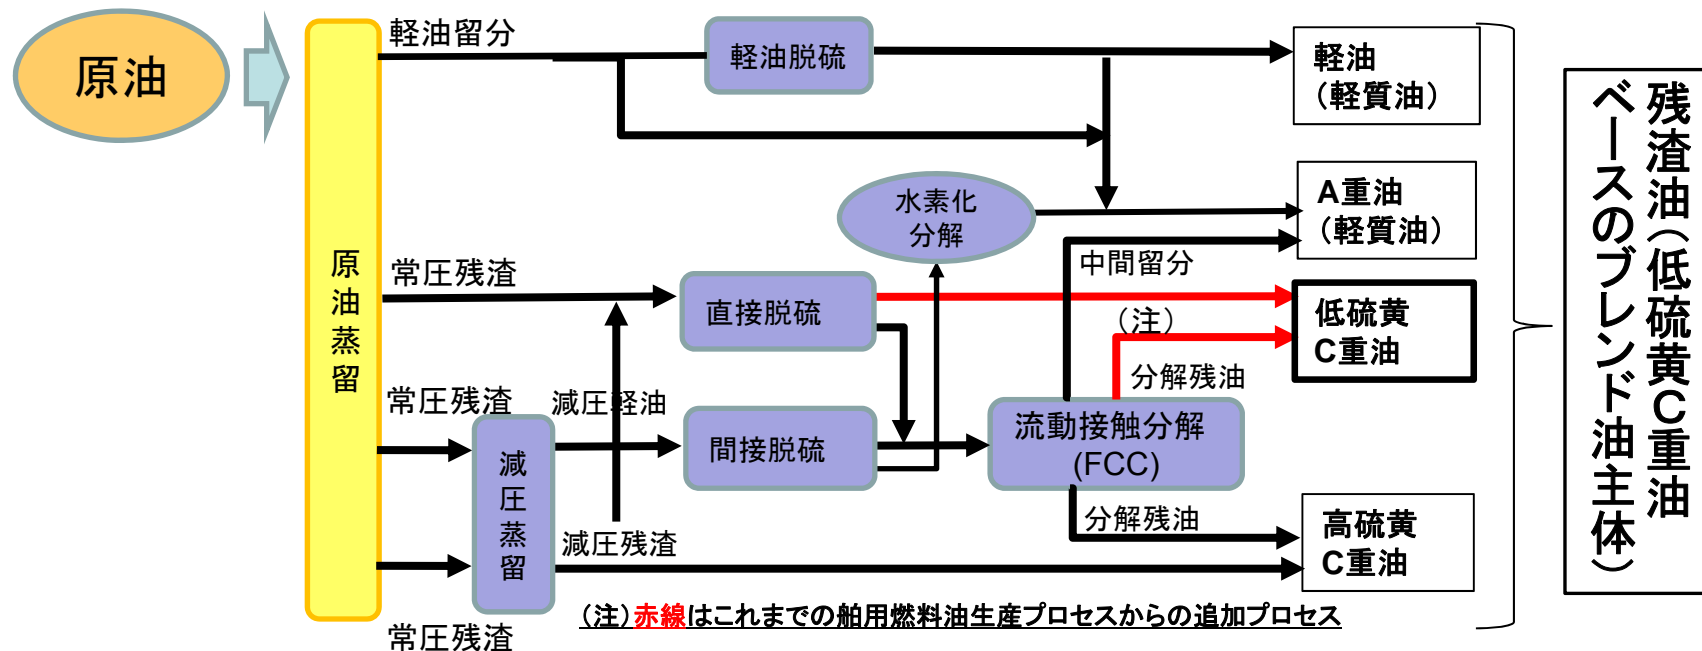 原油
原油蒸留
軽油留分
軽油脱硫
軽油
（軽質油）
水素化
分解
A重油
（軽質油）
中間留分
常圧残渣
直接脱硫
（注）
低硫黄
C重油
分解残油
常圧残渣
減圧軽油
減圧蒸留
間接脱硫
流動接触分解
(FCC)
減圧残渣
分解残油
高硫黄
C重油
常圧残渣
（注）赤線はこれまでの舶用燃料油生産プロセスからの追加プロセス
残渣油（低硫黄C重油
ベースのブレンド油主体）